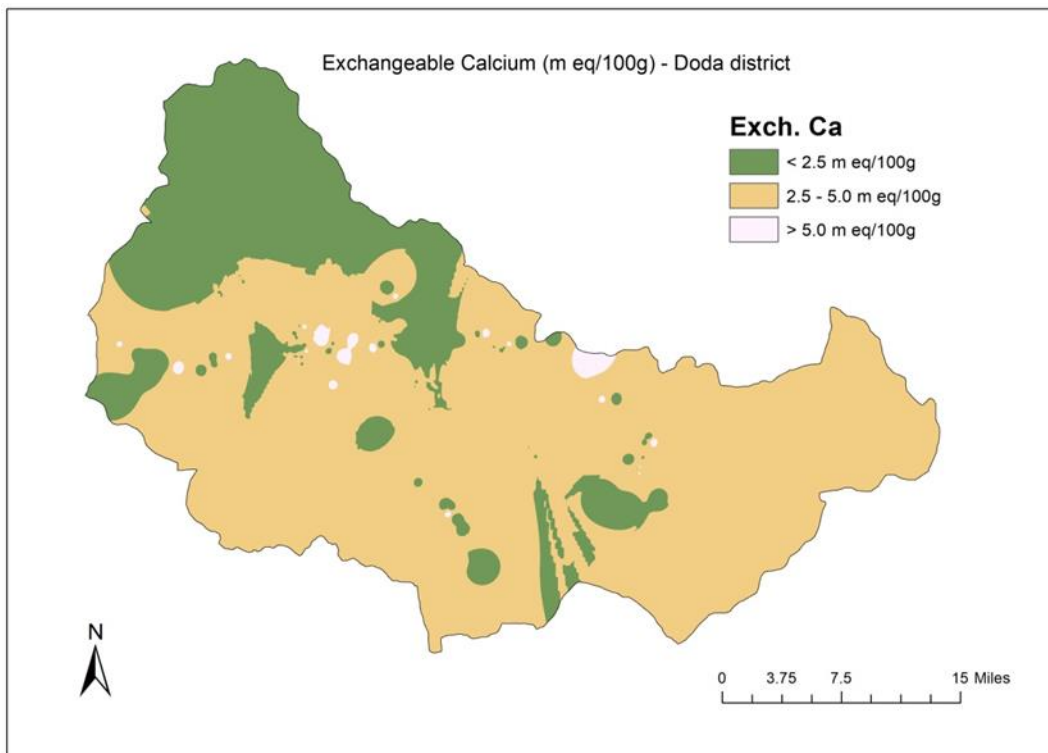 Exchangeable Calcium (m eq/100g) - Doda district
Exch. Ca
< 2.5 m eq/100g
2.5 - 5.0 m eq/100g
> 5.0 m eq/100g
N
0 3.75 7.5 15 Miles